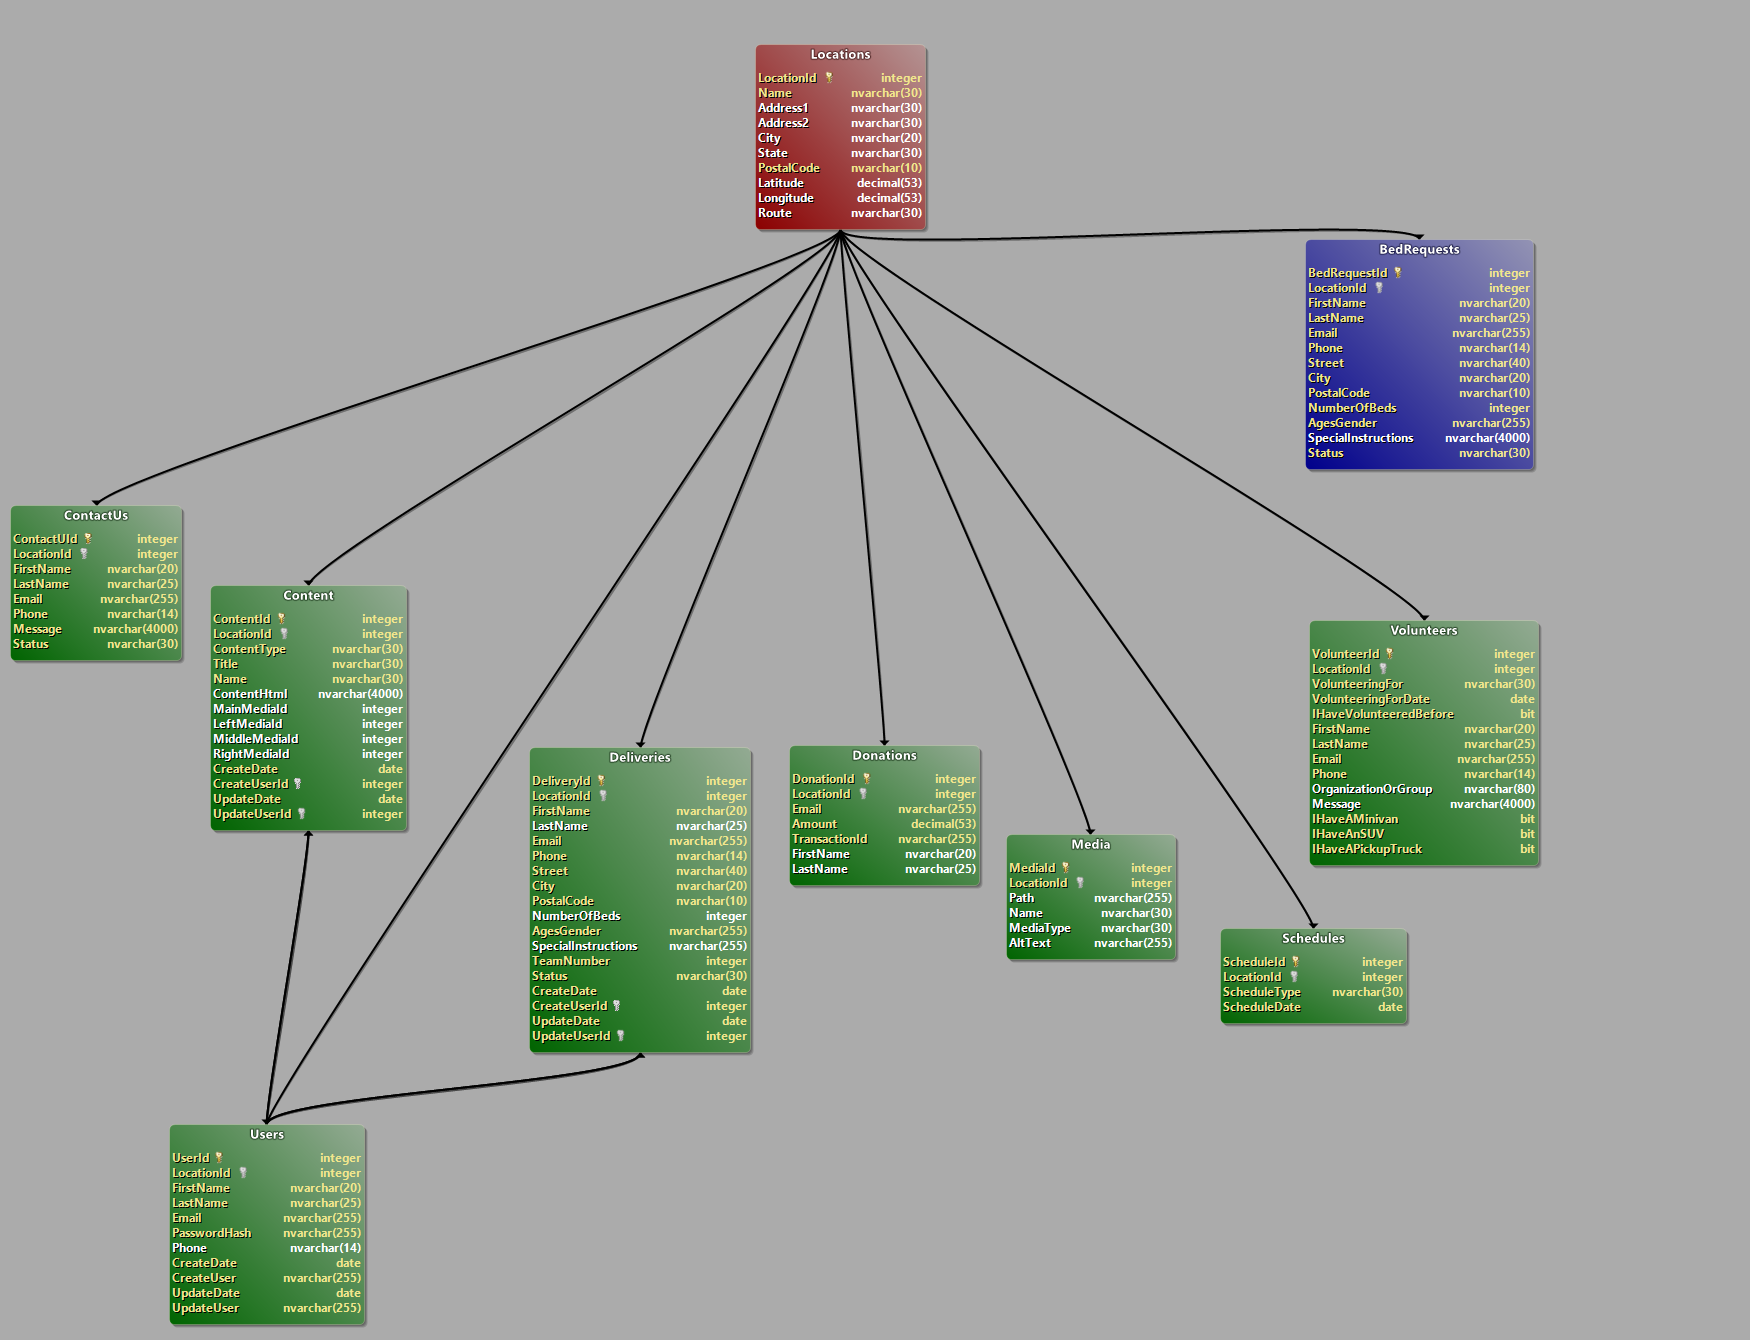 Locations
LocationId integer
Name nvarchar(30)
Address1 nvarchar(30)
Address2 nvarchar(30)
City nvarchar(20)
State nvarchar(30)
PostalCode nvarchar(10)
Latitude decimal(53)
Longitude decimal(53)
Route nvarchar(30)
BedRequests
BedRequestId integer
LocationId integer
FirstName nvarchar(20)
LastName nvarchar(25)
Email nvarchar(255)
Phone nvarchar(14)
Street nvarchar(40)
City nvarchar(20)
PostalCode nvarchar(10)
NumberOfBeds integer
AgesGender nvarchar(255)
SpecialInstructions nvarchar(4000)
Status nvarchar(30)
ContactUs
ContactUId integer
LocationId integer
FirstName nvarchar(20)
LastName nvarchar(25)
Email nvarchar(255)
Phone nvarchar(14)
Message nvarchar(4000)
Status nvarchar(30)
Content
ContentId integer
LocationId integer
ContentType nvarchar(30)
Title nvarchar(30)
Name nvarchar(30)
ContentHtml nvarchar(4000)
MainMediaId integer
LeftMediaId integer
MiddleMediaId integer
RightMediaId integer
CreateDate date
CreateUserId integer
UpdateDate date
UpdateUserId integer
Deliveries
DeliveryId integer
LocationId integer
FirstName nvarchar(20)
LastName nvarchar(25)
Email nvarchar(255)
Phone nvarchar(14)
Street nvarchar(40)
City nvarchar(20)
PostalCode nvarchar(10)
NumberOfBeds integer
AgesGender nvarchar(255)
SpecialInstructions nvarchar(255)
TeamNumber integer
Status nvarchar(30)
CreateDate date
CreateUserId integer
UpdateDate date
UpdateUserId integer
Donations
DonationId integer
LocationId integer
Email nvarchar(255)
Amount decimal(53)
TransactionId nvarchar(255)
FirstName nvarchar(20)
LastName nvarchar(25)
Media
MediaId integer
LocationId integer
Path nvarchar(255)
Name nvarchar(30)
MediaType nvarchar(30)
AltText nvarchar(255)
Volunteers
VolunteerId integer
LocationId integer
VolunteeringFor nvarchar(30)
VolunteeringForDate date
IHaveVolunteeredBefore bit
FirstName nvarchar(20)
LastName nvarchar(25)
Email nvarchar(255)
Phone nvarchar(14)
OrganizationOrGroup nvarchar(80)
Message nvarchar(4000)
IHaveAMinivan bit
IHaveAnSUV bit
IHaveAPickupTruck bit
Schedules
ScheduleId integer
LocationId integer
ScheduleType nvarchar(30)
ScheduleDate date
Users
UserId integer
LocationId integer
FirstName nvarchar(20)
LastName nvarchar(25)
Email nvarchar(255)
PasswordHash nvarchar(255)
Phone nvarchar(14)
CreateDate date
CreateUser nvarchar(255)
UpdateDate date
UpdateUser nvarchar(255)